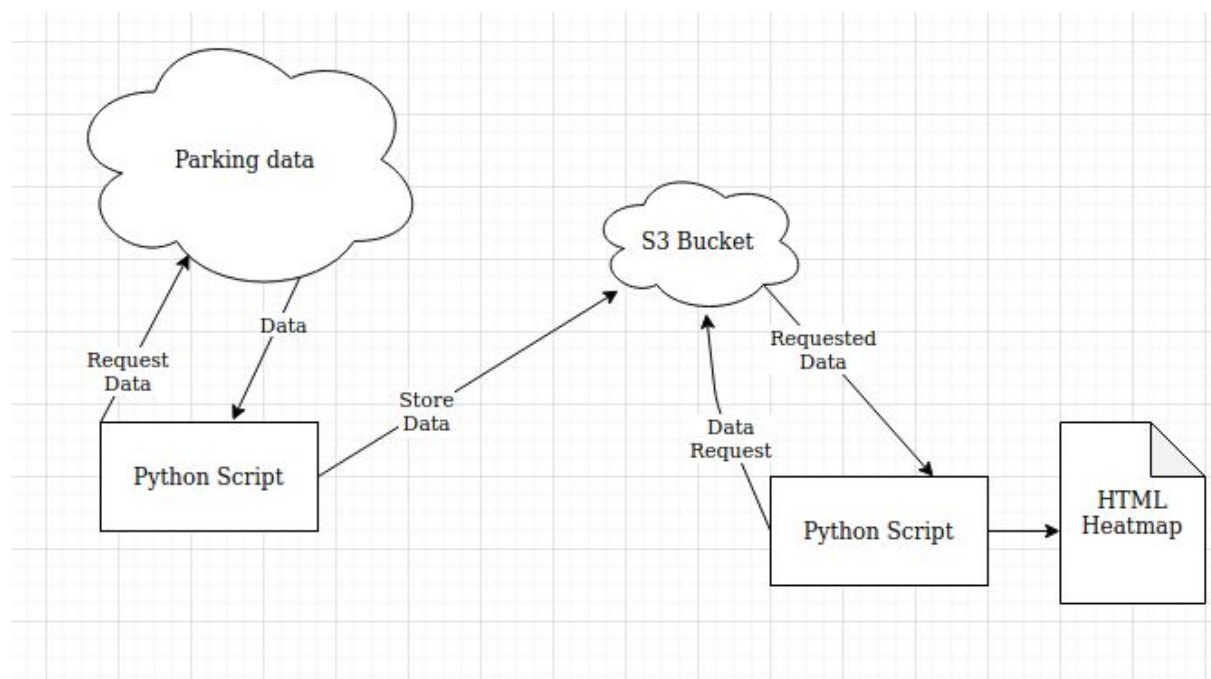 Parking data
S3 Bucket
Data
Requested
Data
Request
Data
Store
Data
Data
Request
Python Script
Python Script
HTML
Heatmap